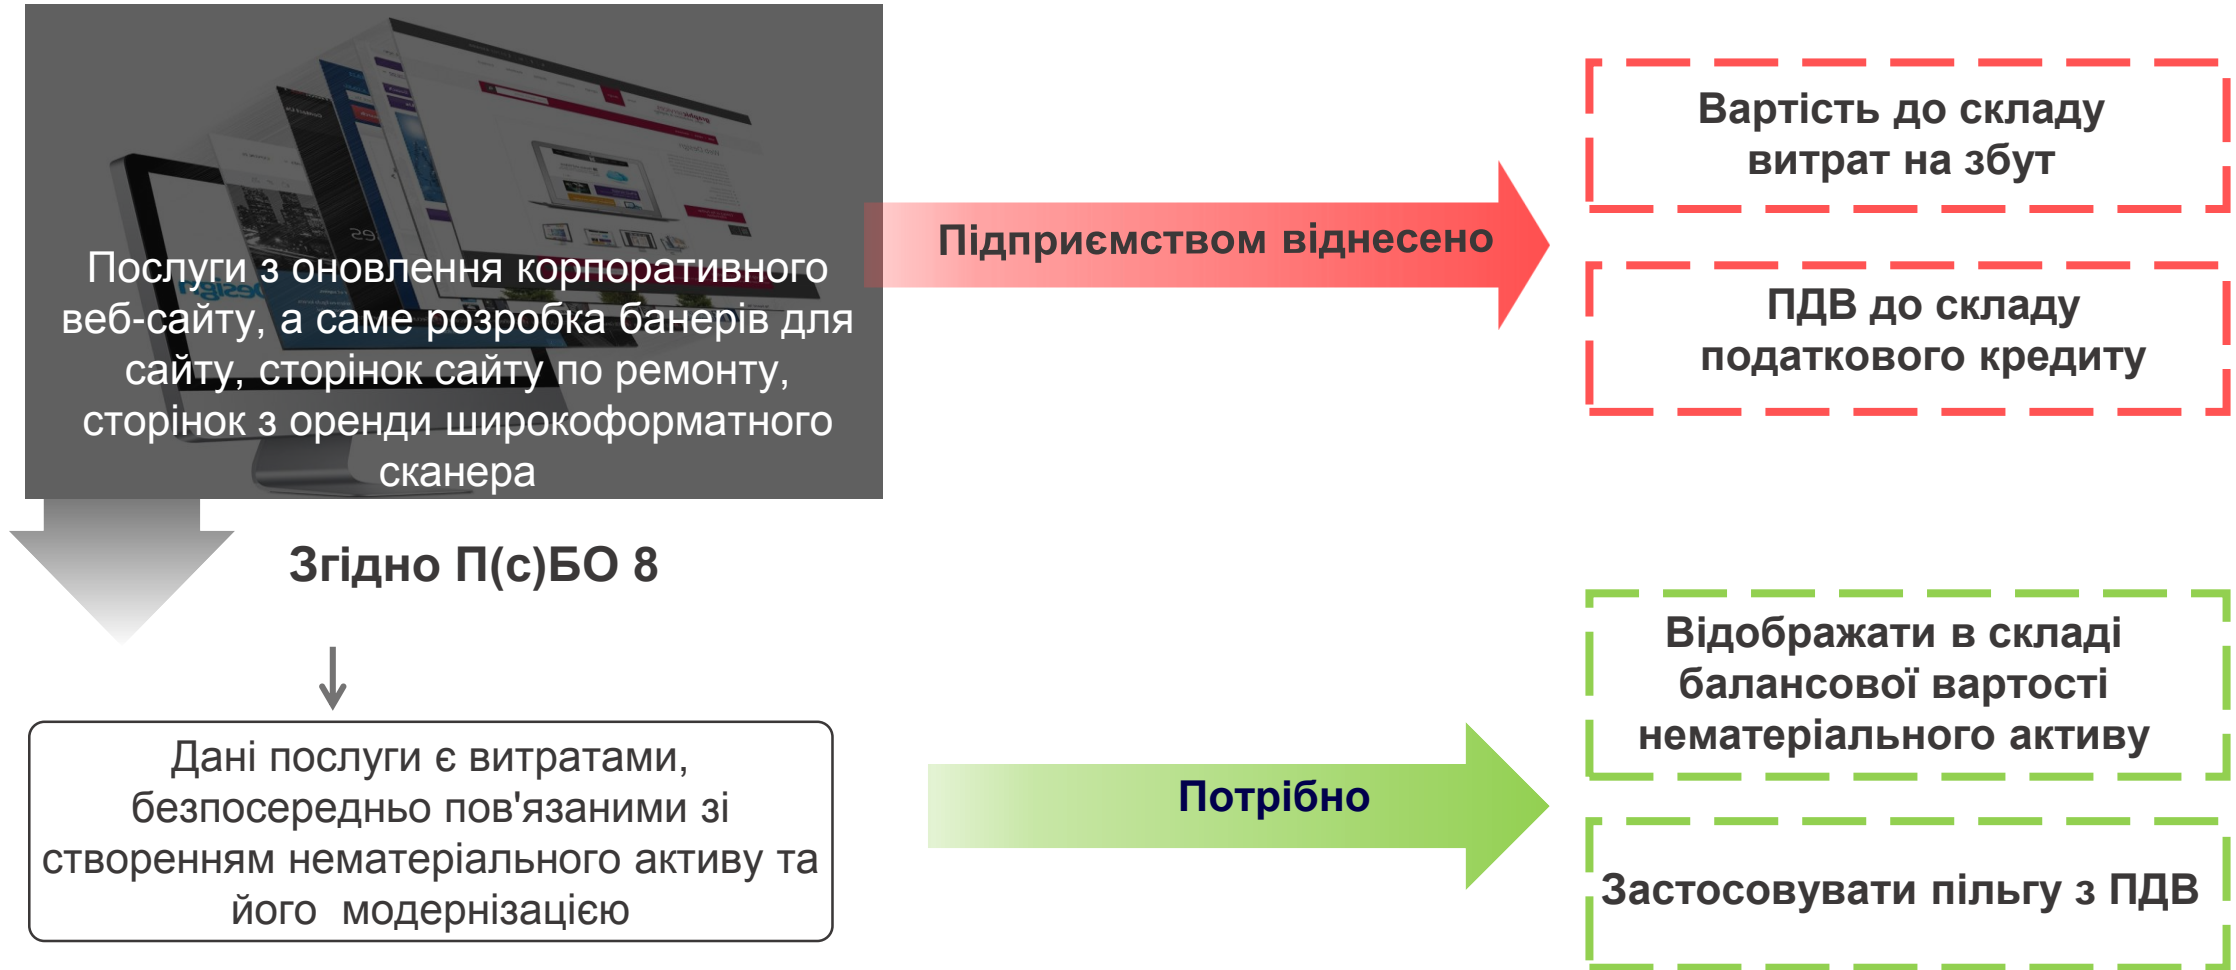 Послуги з оновлення корпоративного
веб-сайту, а саме розробка банерів для
сайту, сторінок сайту по ремонту,
сторінок з оренди широкоформатного
сканера
Підприємством віднесено
Вартість до складу
витрат на збут
ПДВ до складу
податкового кредиту
Згідно П(с)БО 8
Дані послуги є витратами,
безпосередньо пов'язаними зі
створенням нематеріального активу та
його модернізацією
Потрібно
Відображати в складі
балансової вартості
нематеріального активу
Застосовувати пільгу з ПДВ